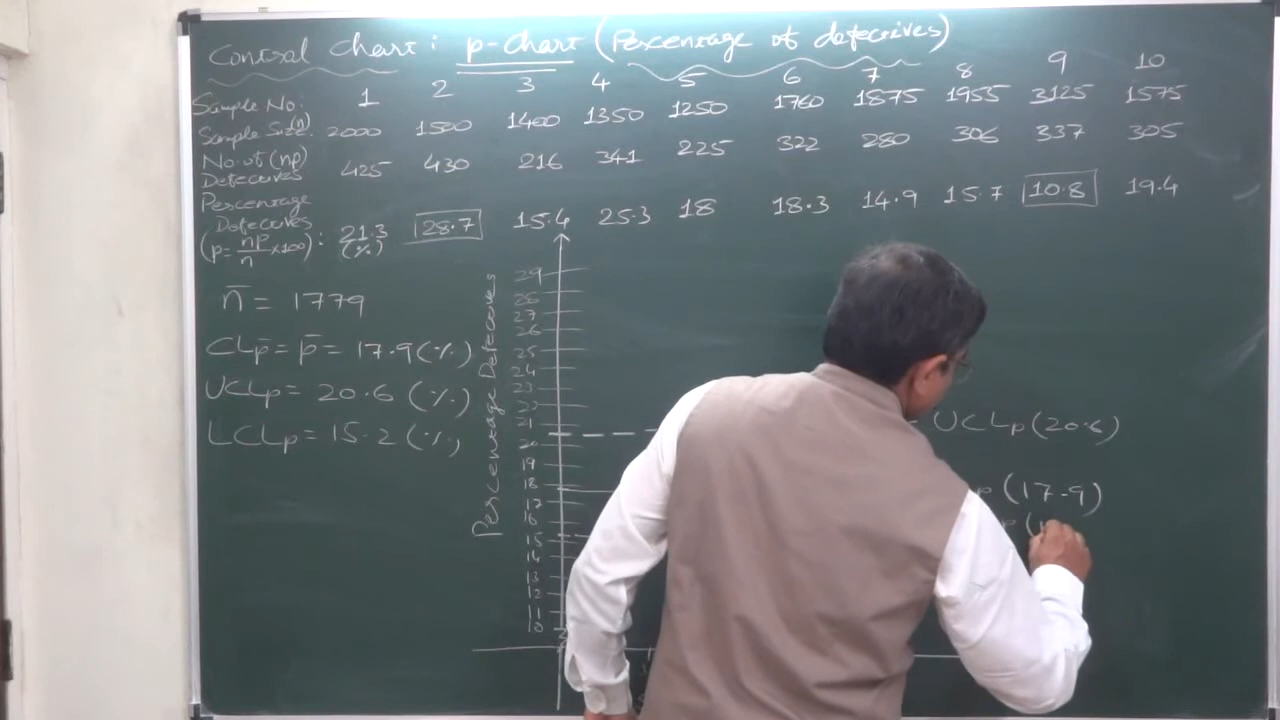 Control Chart: p-Chart (Percentage of defectives)
Sample No: 1 2 3 4 5 6 7 8 9 10
Sample Size(n): 2000 1500 1400 1350 1250 1760 1875 1955 3125 1575
No. of (np)
Defectives 425 430 216 341 225 322 280 306 337 305
Percentage
Defectives
(p = np/n x100): 21.3 (%) 28.7 15.4 25.3 18 18.3 14.9 15.7 10.8 19.4
n̄ = 1779
CLp̄ = p̄ = 17.9 (%)
UCLp = 20.6 (%)
LCLp = 15.2 (%)
Percentage Defectives
29
28
27
26
25
24
23
22
21
20
19
18
17
16
15
14
13
12
11
10
UCLp (20.6)
p (17.9)
p (1